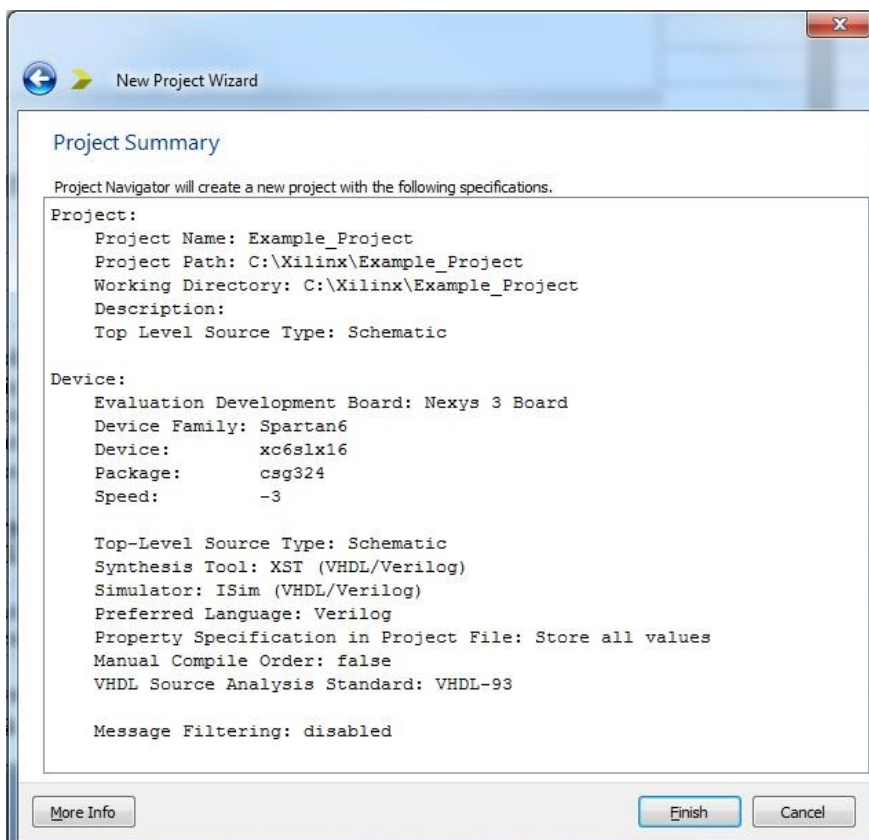 New Project Wizard
Project Summary
Project Navigator will create a new project with the following specifications.
Project:
Project Name: Example_Project
Project Path: C:\Xilinx\Example_Project
Working Directory: C:\Xilinx\Example_Project
Description:
Top Level Source Type: Schematic
Device:
Evaluation Development Board: Nexys 3 Board
Device Family: Spartan6
Device: xc6slx16
Package: csg324
Speed: -3
Top-Level Source Type: Schematic
Synthesis Tool: XST (VHDL/Verilog)
Simulator: ISim (VHDL/Verilog)
Preferred Language: Verilog
Property Specification in Project File: Store all values
Manual Compile Order: false
VHDL Source Analysis Standard: VHDL-93
Message Filtering: disabled
More Info
Finish
Cancel